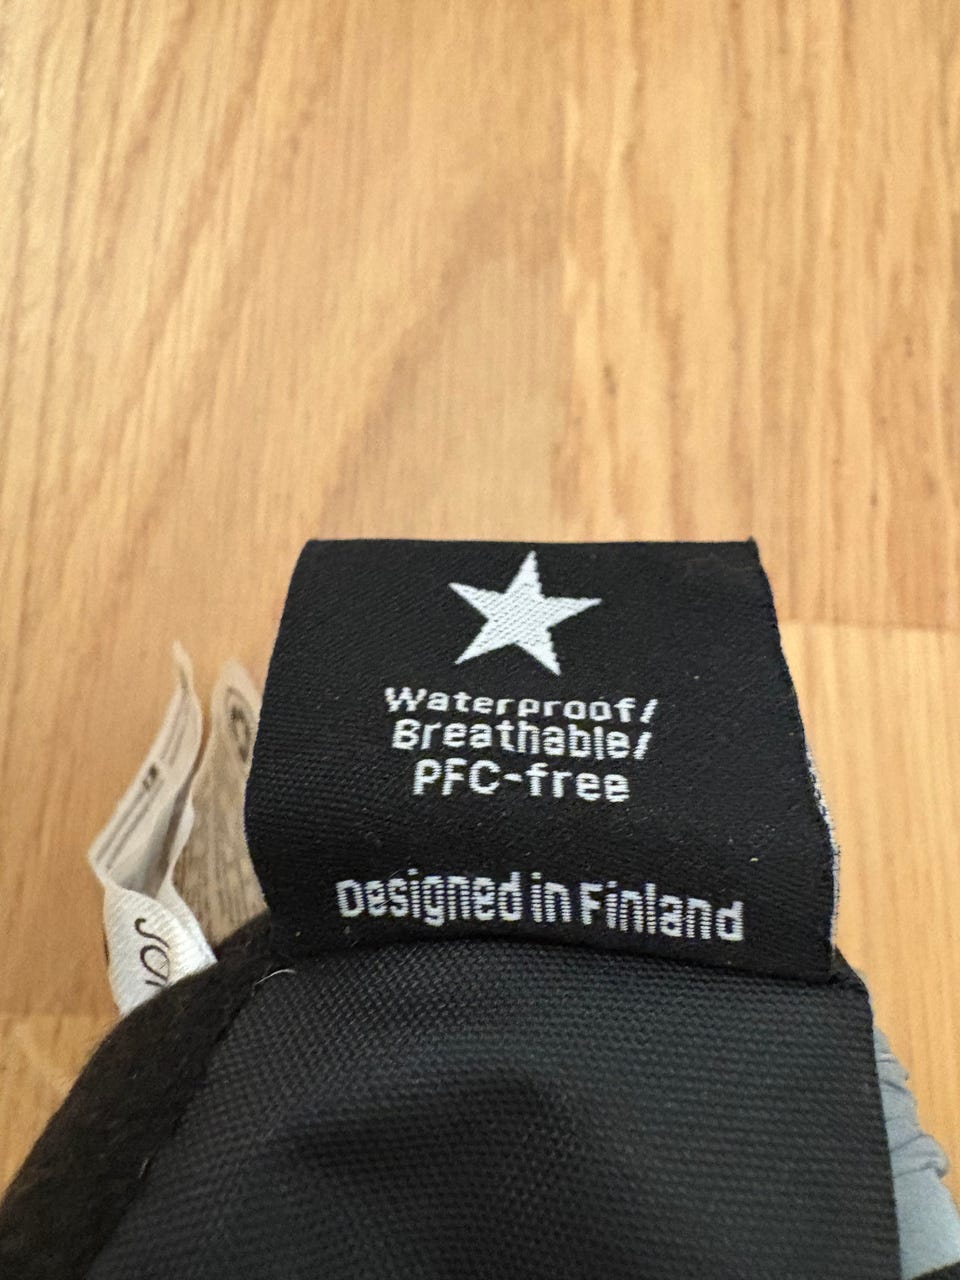 Waterproof/
Breathable/
PFC-free
Designed in Finland